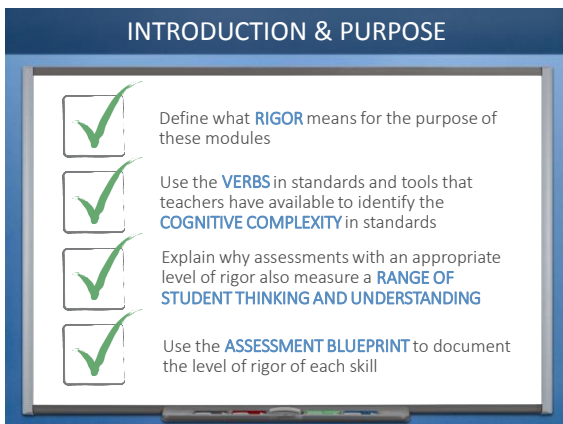 INTRODUCTION & PURPOSE
Define what RIGOR means for the purpose of
these modules
Use the VERBS in standards and tools that
teachers have available to identify the
COGNITIVE COMPLEXITY in standards
Explain why assessments with an appropriate
level of rigor also measure a RANGE OF
STUDENT THINKING AND UNDERSTANDING
Use the ASSESSMENT BLUEPRINT to document
the level of rigor of each skill